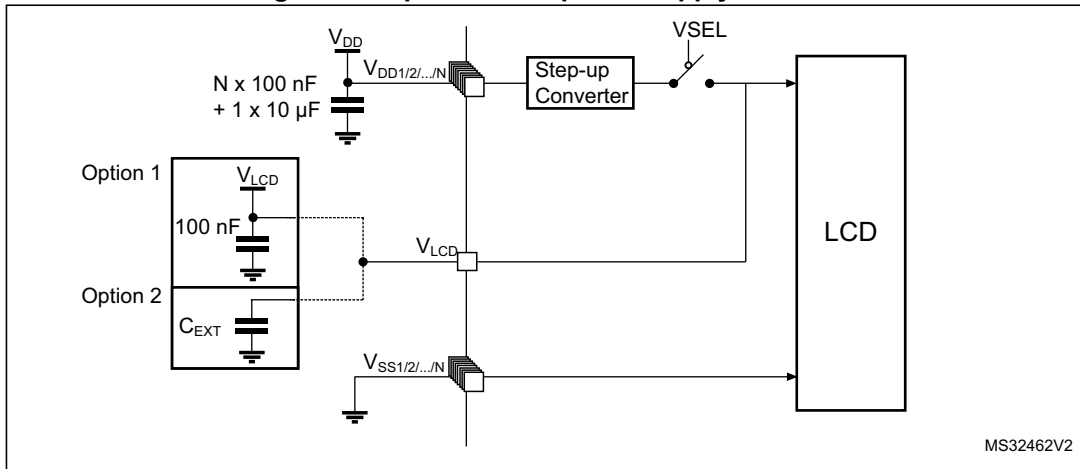 VDD
VSEL
VDD1/2/.../N
Step-up
Converter
N x 100 nF
+ 1 x 10 µF
Option 1
VLCD
100 nF
VLCD
LCD
Option 2
CEXT
VSS1/2/.../N
MS32462V2